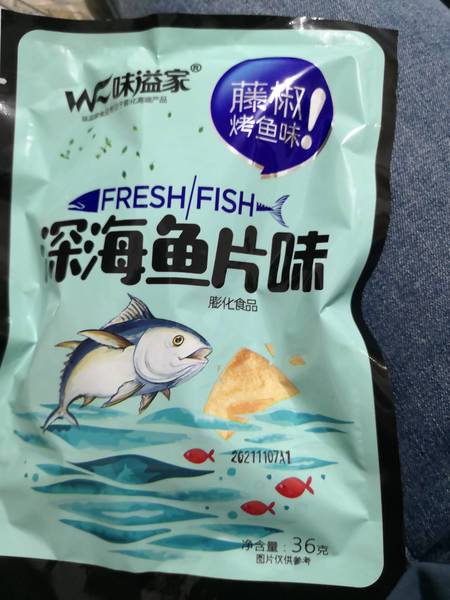 味溢家®
藤椒
烤鱼味!
FRESH/FISH
深海鱼片味
膨化食品
20211107A1
净含量：36克
图片仅供参考